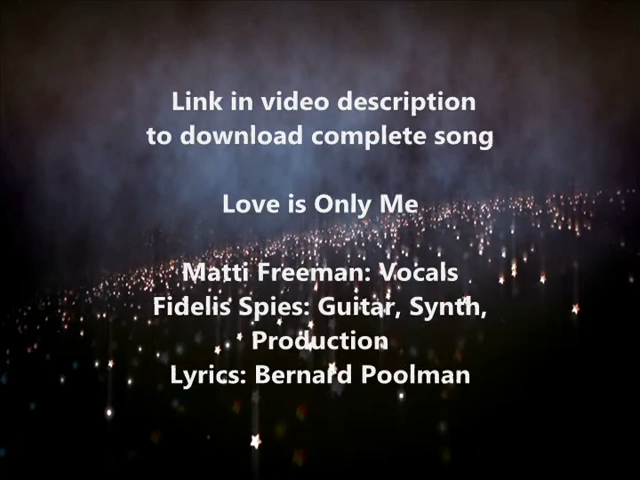 Link in video description
to download complete song
Love is Only Me
Matti Freeman: Vocals
Fidelis Spies: Guitar, Synth,
Production
Lyrics: Bernard Poolman